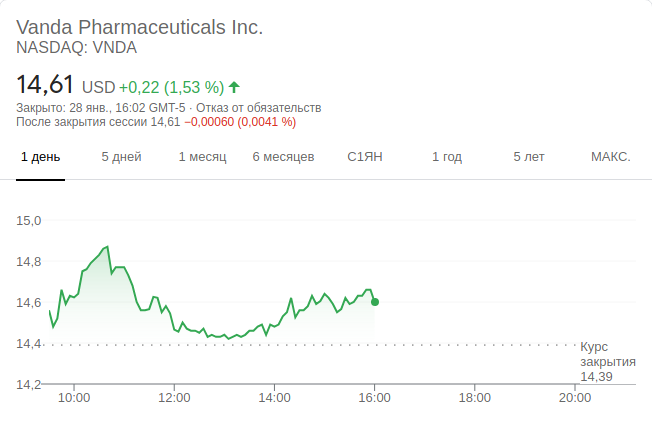 Vanda Pharmaceuticals Inc.
NASDAQ: VNDA
14,61 USD +0,22 (1,53 %)
Закрыто: 28 янв., 16:02 GMT-5 · Отказ от обязательств
После закрытия сессии 14,61 −0,00060 (0,0041 %)
1 день 5 дней 1 месяц 6 месяцев С1ЯН 1 год 5 лет МАКС.
15,0
14,8
14,6
14,4
Курс
закрытия
14,39
14,2
10:00 12:00 14:00 16:00 18:00 20:00